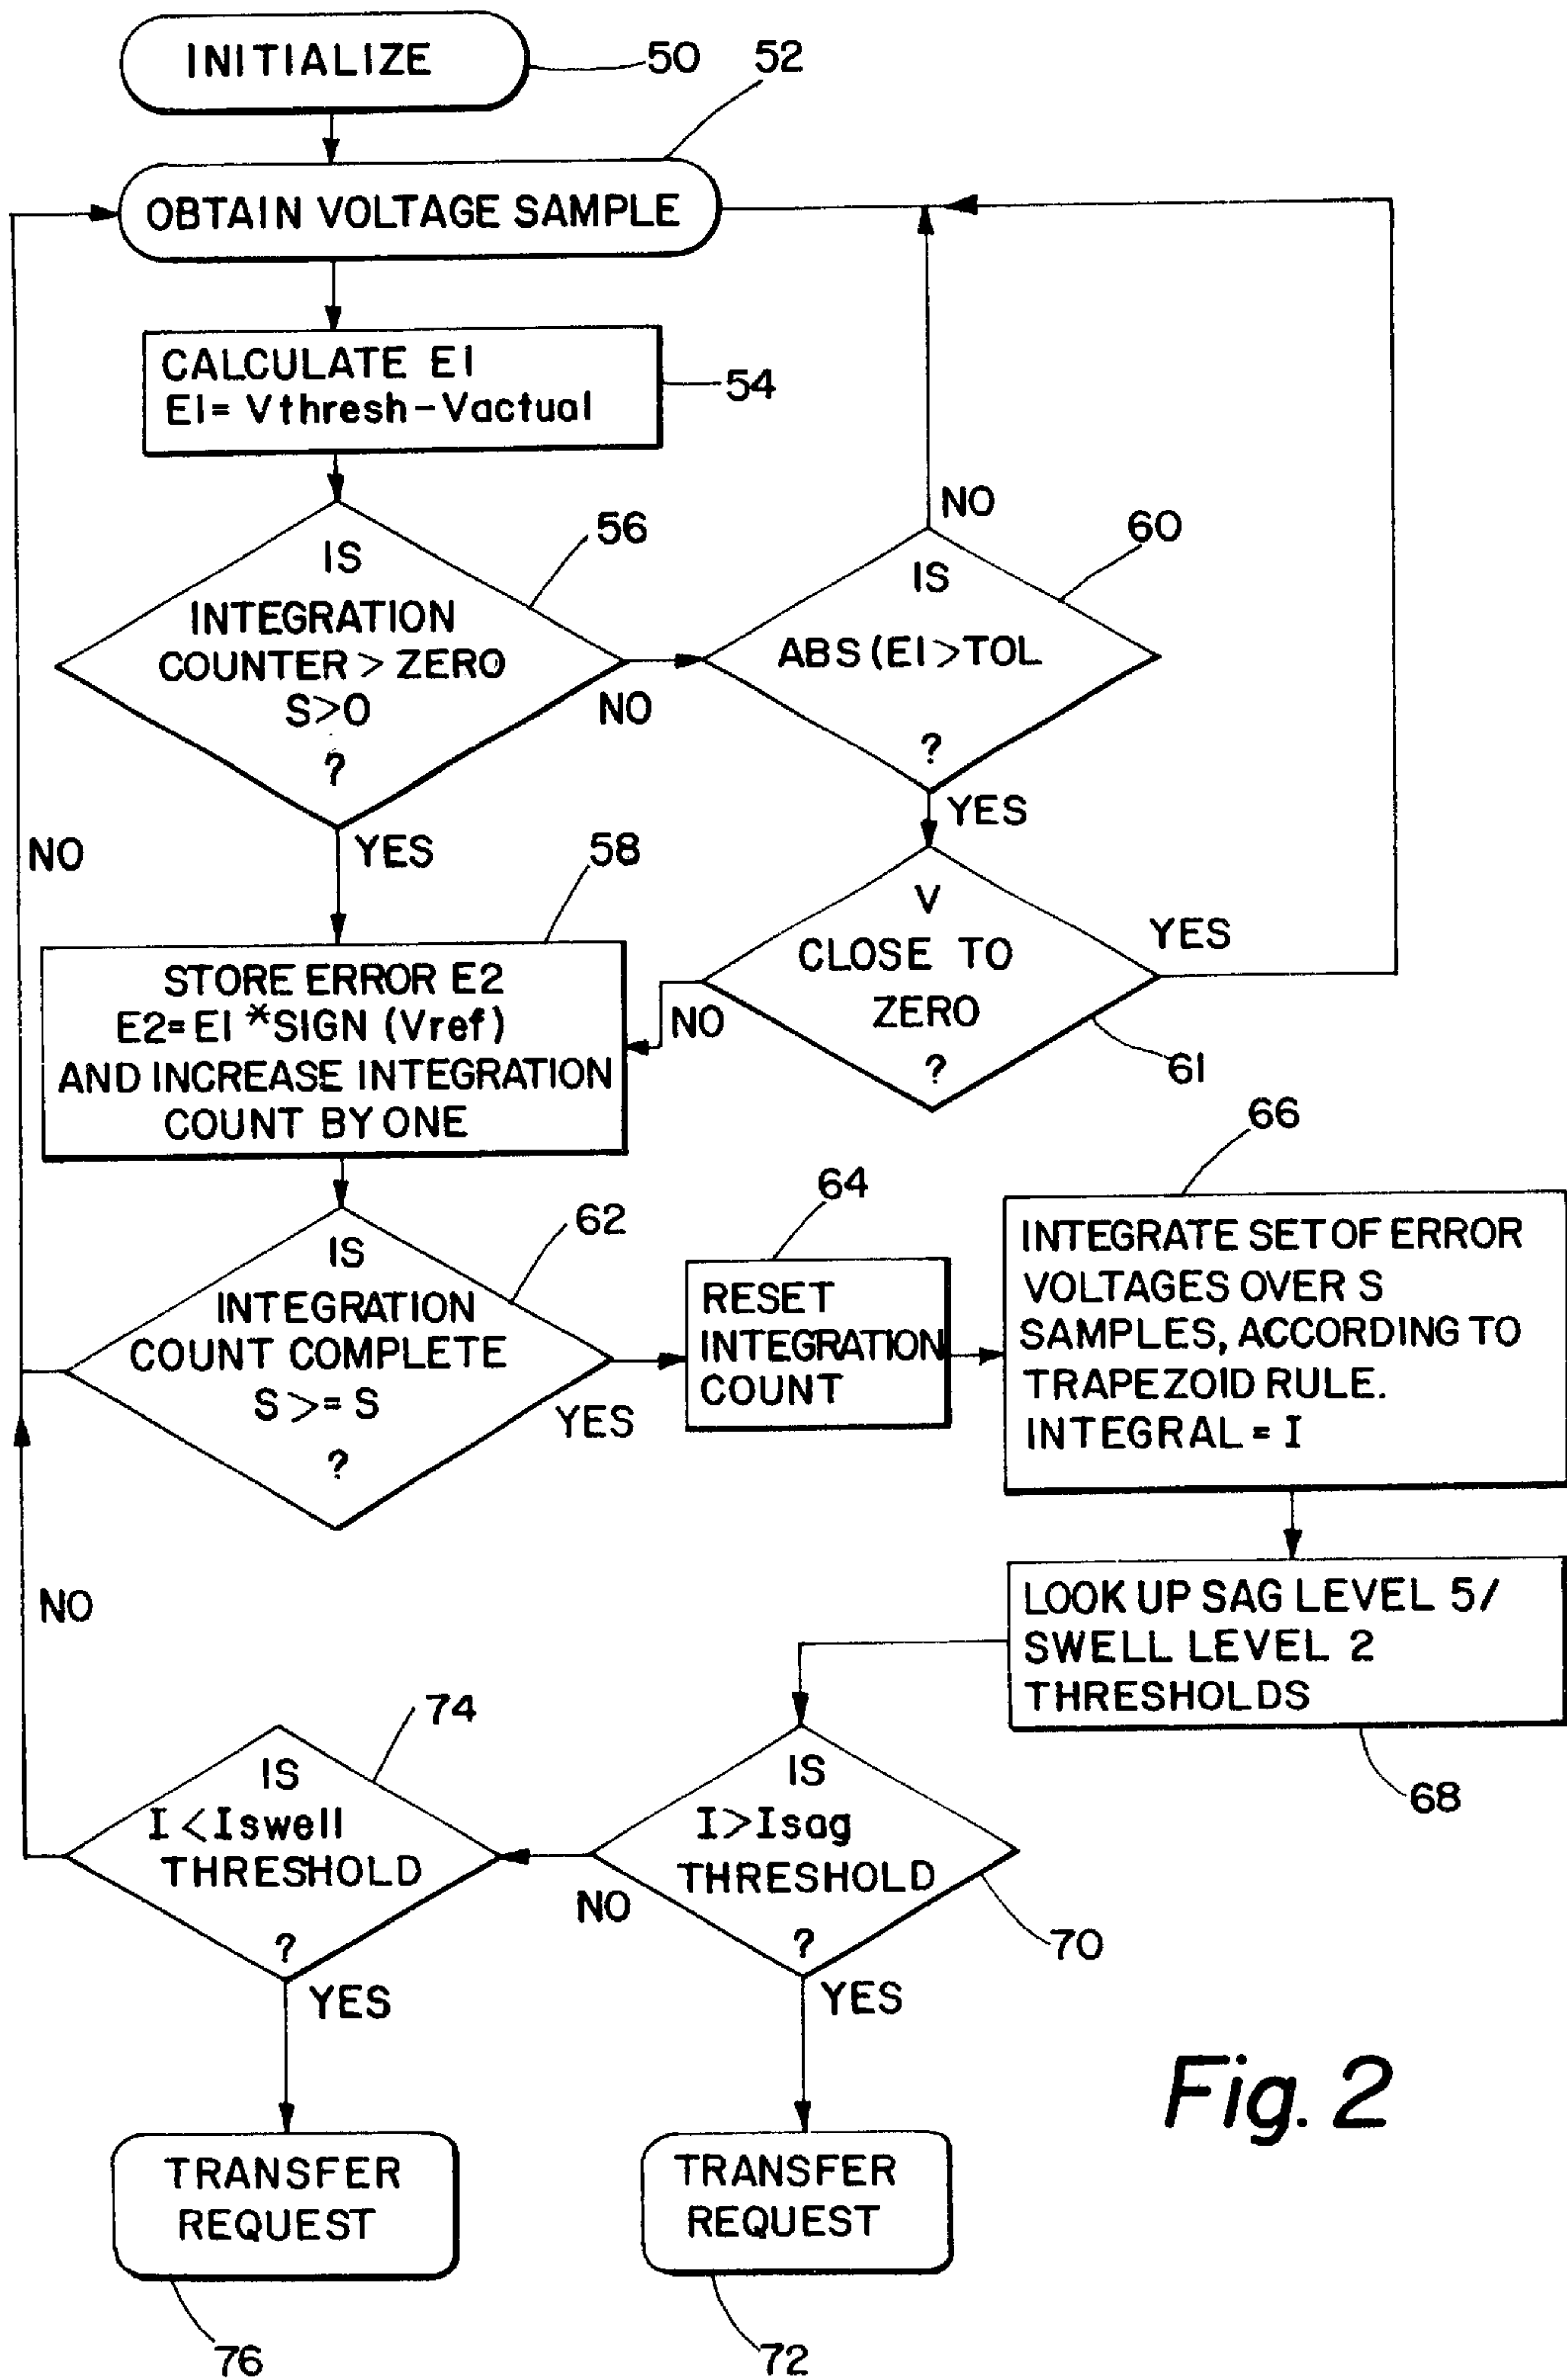 INITIALIZE
50
52
OBTAIN VOLTAGE SAMPLE
CALCULATE E1
E1= Vthresh-Vactual
54
IS
INTEGRATION
COUNTER > ZERO
S>0
?
56
NO
YES
NO
IS
ABS (E1>TOL
?
60
NO
YES
V
CLOSE TO
ZERO
?
61
YES
NO
58
STORE ERROR E2
E2=E1*SIGN (Vref)
AND INCREASE INTEGRATION
COUNT BY ONE
IS
INTEGRATION
COUNT COMPLETE
S >= S
?
62
YES
64
RESET
INTEGRATION
COUNT
66
INTEGRATE SET OF ERROR
VOLTAGES OVER S
SAMPLES, ACCORDING TO
TRAPEZOID RULE.
INTEGRAL = I
LOOK UP SAG LEVEL 5/
SWELL LEVEL 2
THRESHOLDS
68
NO
IS
I <Iswell
THRESHOLD
?
74
YES
IS
I>Isag
THRESHOLD
?
70
NO
YES
TRANSFER
REQUEST
76
TRANSFER
REQUEST
72
Fig. 2